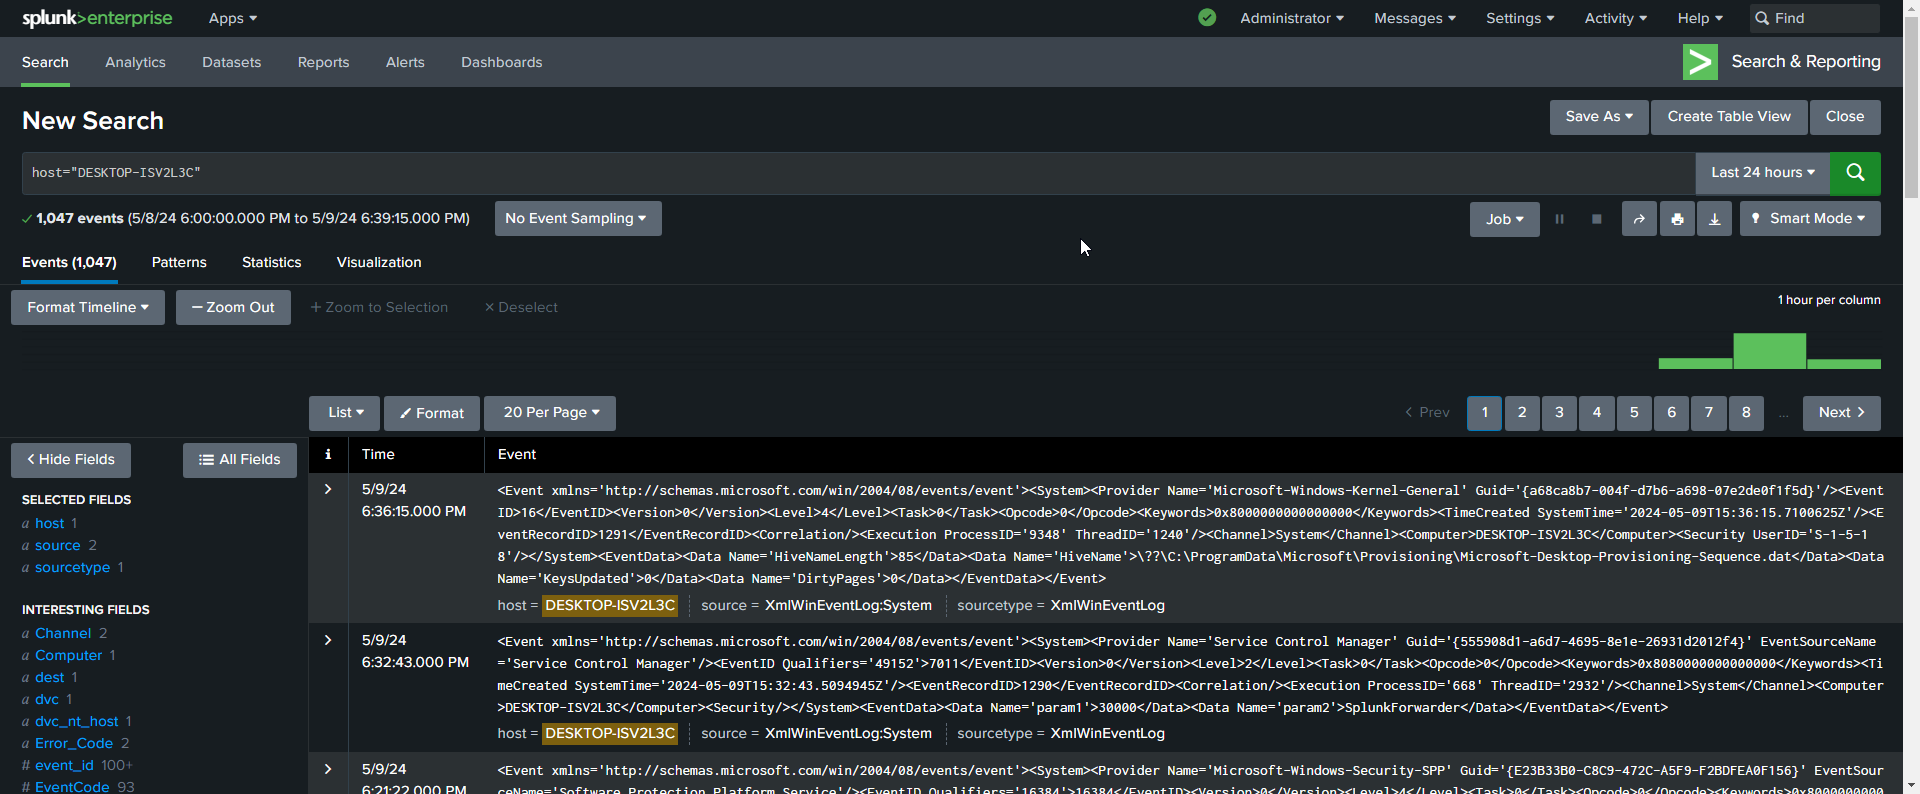 splunk>enterprise Apps Administrator Messages Settings Activity Help Find
Search Analytics Datasets Reports Alerts Dashboards Search & Reporting
New Search
Save As Create Table View Close
host="DESKTOP-ISV2L3C" Last 24 hours
1,047 events (5/8/24 6:00:00.000 PM to 5/9/24 6:39:15.000 PM) No Event Sampling Job Smart Mode
Events (1,047) Patterns Statistics Visualization
Format Timeline – Zoom Out + Zoom to Selection × Deselect
1 hour per column
List Format 20 Per Page < Prev 1 2 3 4 5 6 7 8 ... Next >
< Hide Fields All Fields
i Time Event
SELECTED FIELDS
a host 1
a source 2
a sourcetype 1
INTERESTING FIELDS
a Channel 2
a Computer 1
a dest 1
a dvc 1
a dvc_nt_host 1
a Error_Code 2
# event_id 100+
# EventCode 93
> 5/9/24
6:36:15.000 PM
<Event xmlns='http://schemas.microsoft.com/win/2004/08/events/event'><System><Provider Name='Microsoft-Windows-Kernel-General' Guid='{a68ca8b7-004f-d7b6-a698-07e2de0f1f5d}'/><Event
ID>16</EventID><Version>0</Version><Level>4</Level><Task>0</Task><Opcode>0</Opcode><Keywords>0x8000000000000000</Keywords><TimeCreated SystemTime='2024-05-09T15:36:15.7100625Z'/><E
ventRecordID>1291</EventRecordID><Correlation/><Execution ProcessID='9348' ThreadID='1240'/><Channel>System</Channel><Computer>DESKTOP-ISV2L3C</Computer><Security UserID='S-1-5-1
8'/></System><EventData><Data Name='HiveNameLength'>85</Data><Data Name='HiveName'>\??\C:\ProgramData\Microsoft\Provisioning\Microsoft-Desktop-Provisioning-Sequence.dat</Data><Data
Name='KeysUpdated'>0</Data><Data Name='DirtyPages'>0</Data></EventData></Event>
host = DESKTOP-ISV2L3C source = XmlWinEventLog:System sourcetype = XmlWinEventLog
> 5/9/24
6:32:43.000 PM
<Event xmlns='http://schemas.microsoft.com/win/2004/08/events/event'><System><Provider Name='Service Control Manager' Guid='{555908d1-a6d7-4695-8e1e-26931d2012f4}' EventSourceName
='Service Control Manager'/><EventID Qualifiers='49152'>7011</EventID><Version>0</Version><Level>2</Level><Task>0</Task><Opcode>0</Opcode><Keywords>0x8080000000000000</Keywords><Ti
meCreated SystemTime='2024-05-09T15:32:43.5094945Z'/><EventRecordID>1290</EventRecordID><Correlation/><Execution ProcessID='668' ThreadID='2932'/><Channel>System</Channel><Computer
>DESKTOP-ISV2L3C</Computer><Security/></System><EventData><Data Name='param1'>30000</Data><Data Name='param2'>SplunkForwarder</Data></EventData></Event>
host = DESKTOP-ISV2L3C source = XmlWinEventLog:System sourcetype = XmlWinEventLog
> 5/9/24
6:21:22.000 PM
<Event xmlns='http://schemas.microsoft.com/win/2004/08/events/event'><System><Provider Name='Microsoft-Windows-Security-SPP' Guid='{E23B33B0-C8C9-472C-A5F9-F2BDFEA0F156}' EventSour
ceName='Software Protection Platform Service'/><EventID Qualifiers='16384'>16384</EventID><Version>0</Version><Level>4</Level><Task>0</Task><Opcode>0</Opcode><Keywords>0x8080000000